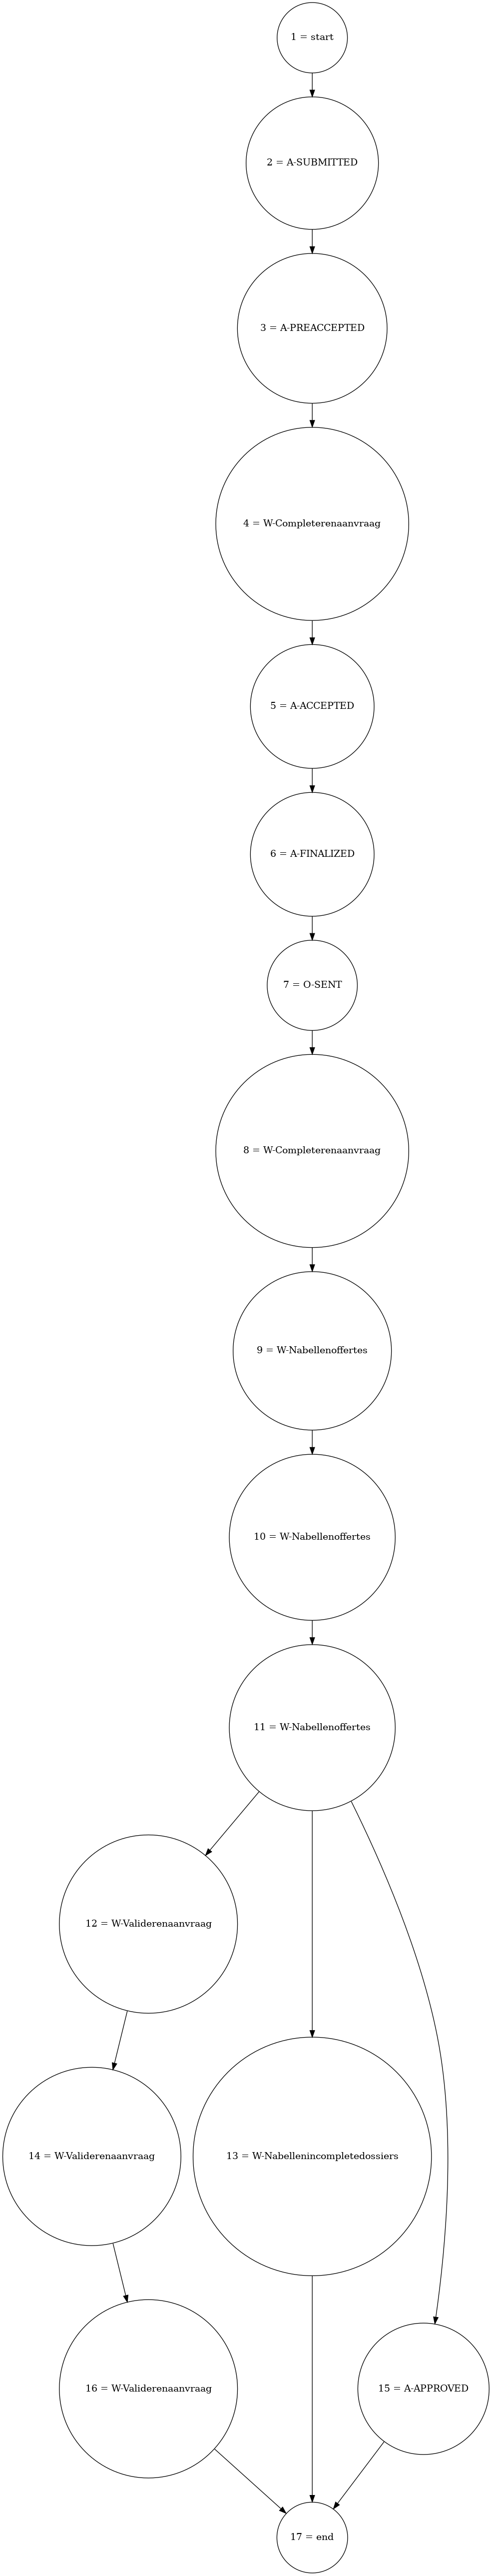 1 = start
2 = A-SUBMITTED
3 = A-PREACCEPTED
4 = W-Completerenaanvraag
5 = A-ACCEPTED
6 = A-FINALIZED
7 = O-SENT
8 = W-Completerenaanvraag
9 = W-Nabellenoffertes
10 = W-Nabellenoffertes
11 = W-Nabellenoffertes
12 = W-Validerenaanvraag
14 = W-Validerenaanvraag
13 = W-Nabellenincompletedossiers
16 = W-Validerenaanvraag
15 = A-APPROVED
17 = end